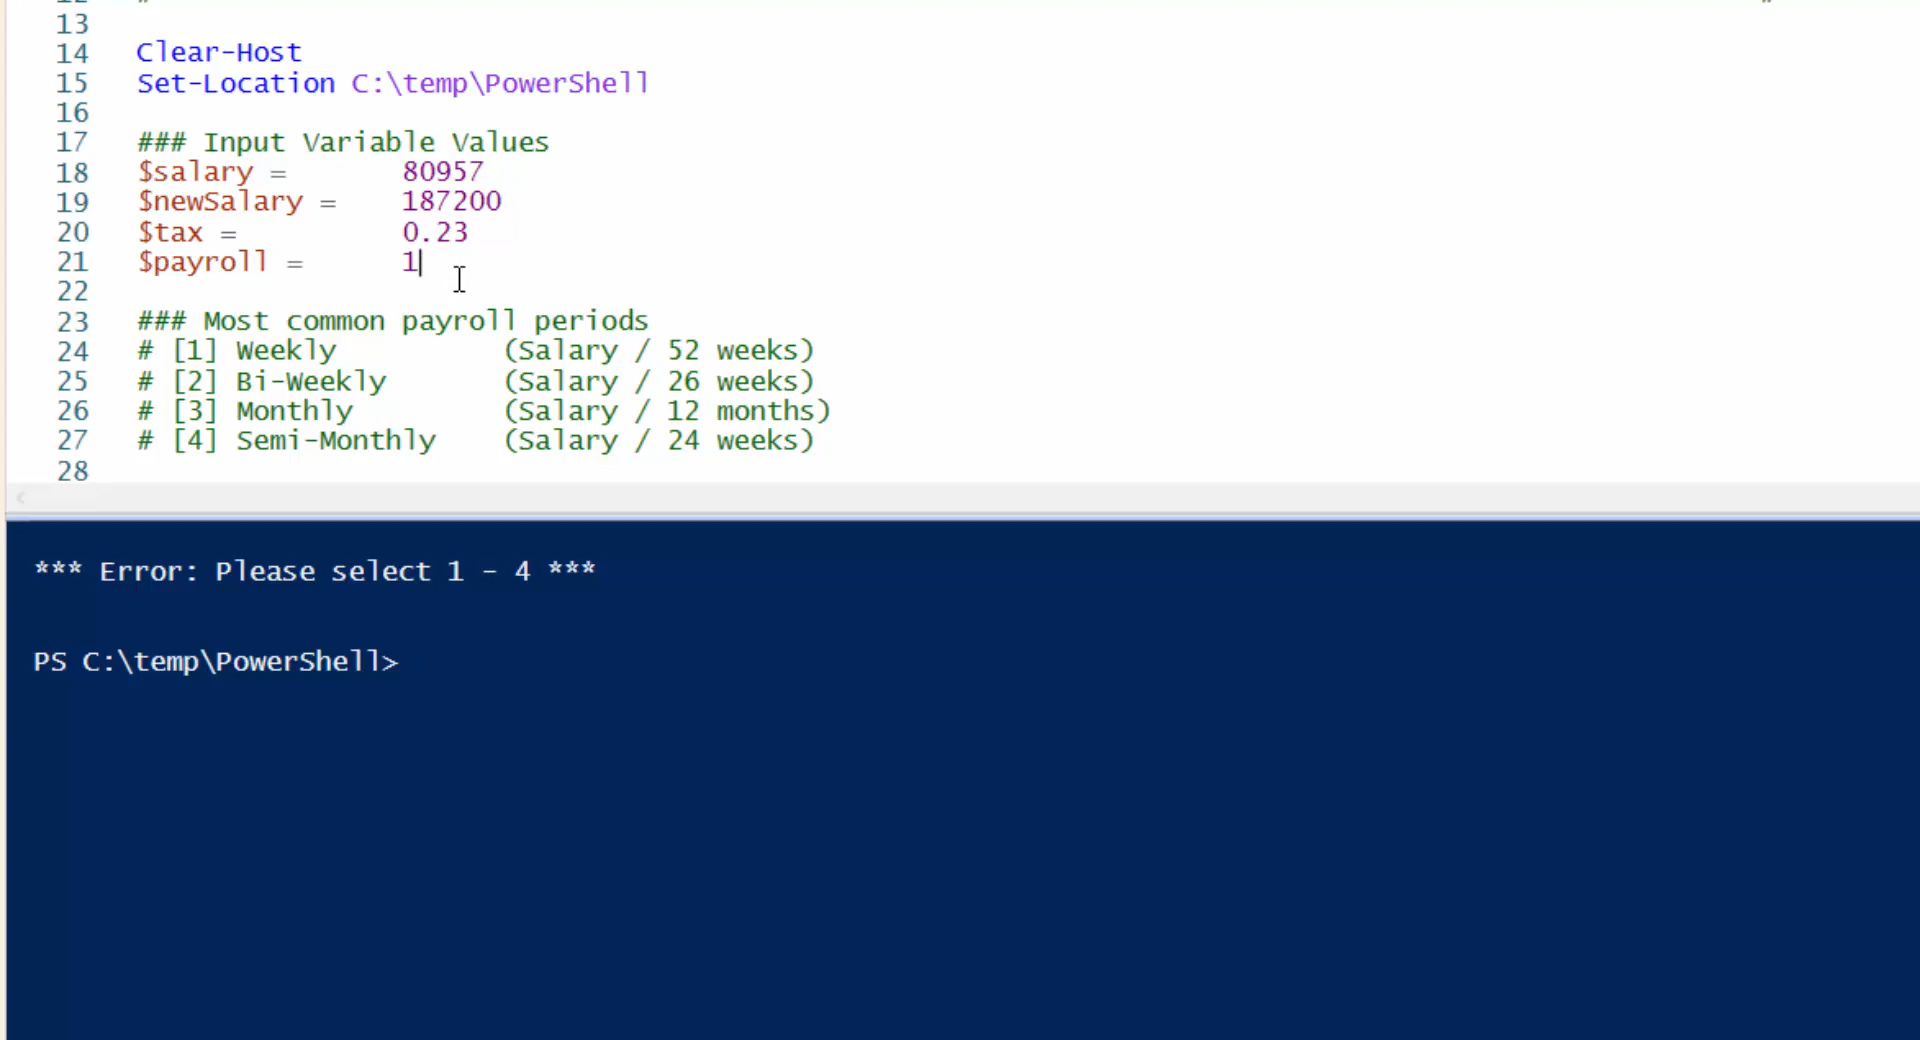 13
14 Clear-Host
15 Set-Location C:\temp\PowerShell
16
17 ### Input Variable Values
18 $salary = 80957
19 $newSalary = 187200
20 $tax = 0.23
21 $payroll = 1
22
23 ### Most common payroll periods
24 # [1] Weekly (Salary / 52 weeks)
25 # [2] Bi-Weekly (Salary / 26 weeks)
26 # [3] Monthly (Salary / 12 months)
27 # [4] Semi-Monthly (Salary / 24 weeks)
28
*** Error: Please select 1 - 4 ***
PS C:\temp\PowerShell>